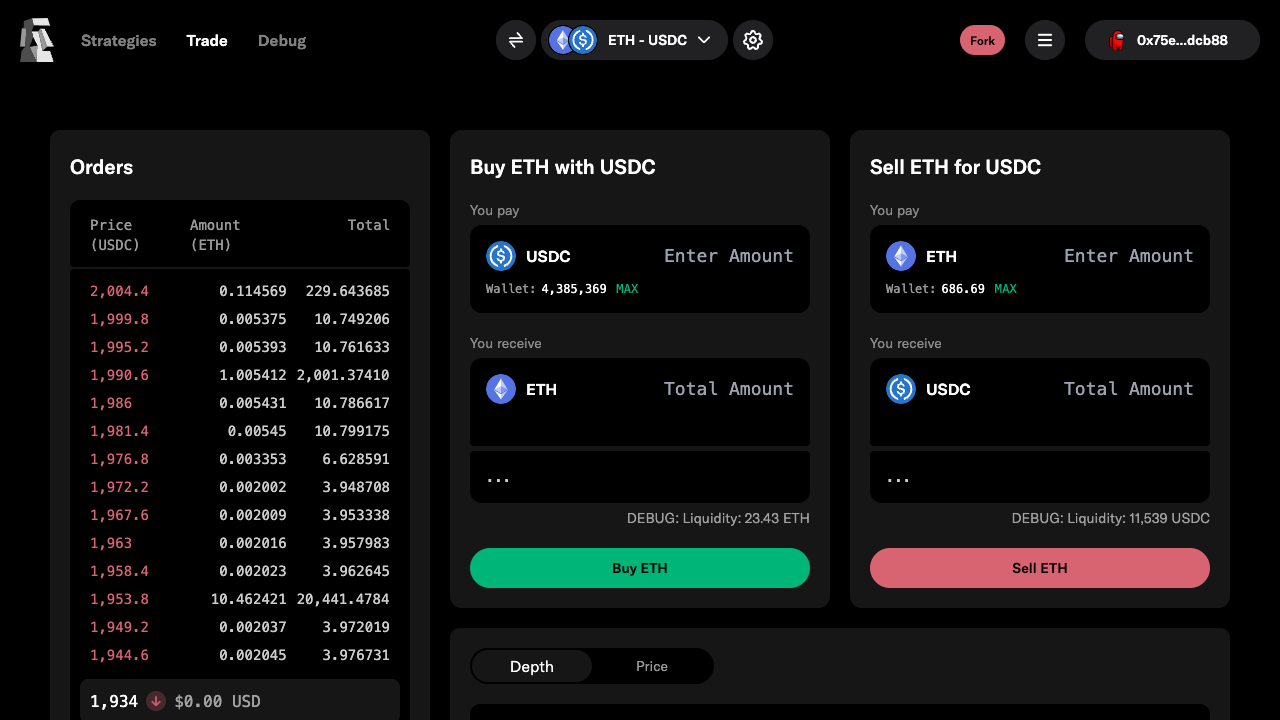 Strategies
Trade
Debug
ETH - USDC
Fork
0x75e...dcb88
Orders
Price (USDC)
Amount (ETH)
Total
2,004.4 0.114569 229.643685
1,999.8 0.005375 10.749206
1,995.2 0.005393 10.761633
1,990.6 1.005412 2,001.37410
1,986 0.005431 10.786617
1,981.4 0.00545 10.799175
1,976.8 0.003353 6.628591
1,972.2 0.002002 3.948708
1,967.6 0.002009 3.953338
1,963 0.002016 3.957983
1,958.4 0.002023 3.962645
1,953.8 10.462421 20,441.4784
1,949.2 0.002037 3.972019
1,944.6 0.002045 3.976731
1,934 $0.00 USD
Buy ETH with USDC
You pay
USDC Enter Amount
Wallet: 4,385,369 MAX
You receive
ETH Total Amount
...
DEBUG: Liquidity: 23.43 ETH
Buy ETH
Sell ETH for USDC
You pay
ETH Enter Amount
Wallet: 686.69 MAX
You receive
USDC Total Amount
...
DEBUG: Liquidity: 11,539 USDC
Sell ETH
Depth
Price